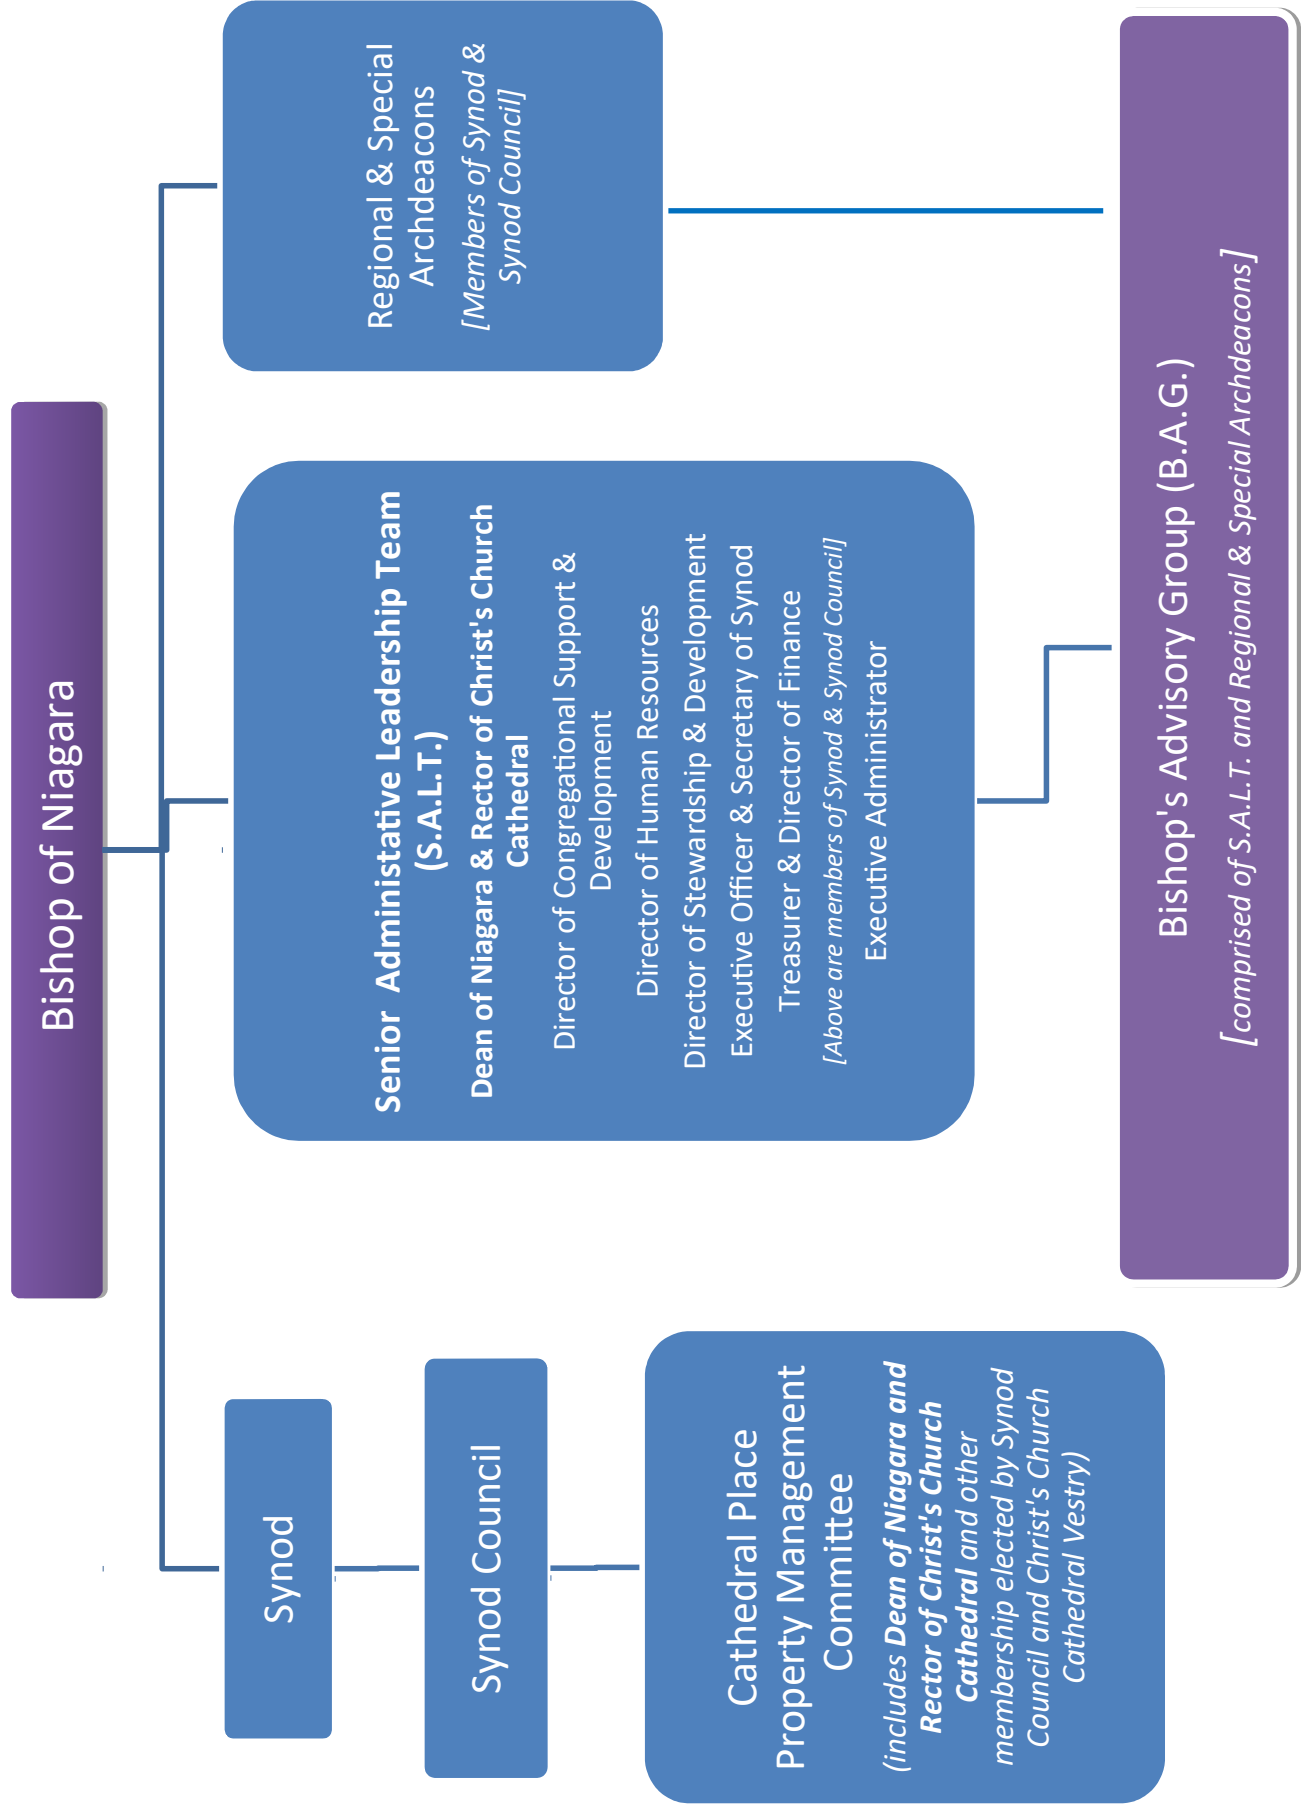 Bishop of Niagara
Synod
Synod Council
Cathedral Place
Property Management
Committee
(includes Dean of Niagara and
Rector of Christ's Church
Cathedral and other
membership elected by Synod
Council and Christ's Church
Cathedral Vestry)
Senior Administative Leadership Team
(S.A.L.T.)
Dean of Niagara & Rector of Christ's Church
Cathedral
Director of Congregational Support &
Development
Director of Human Resources
Director of Stewardship & Development
Executive Officer & Secretary of Synod
Treasurer & Director of Finance
[Above are members of Synod & Synod Council]
Executive Administrator
Regional & Special
Archdeacons
[Members of Synod &
Synod Council]
Bishop's Advisory Group (B.A.G.)
[comprised of S.A.L.T. and Regional & Special Archdeacons]